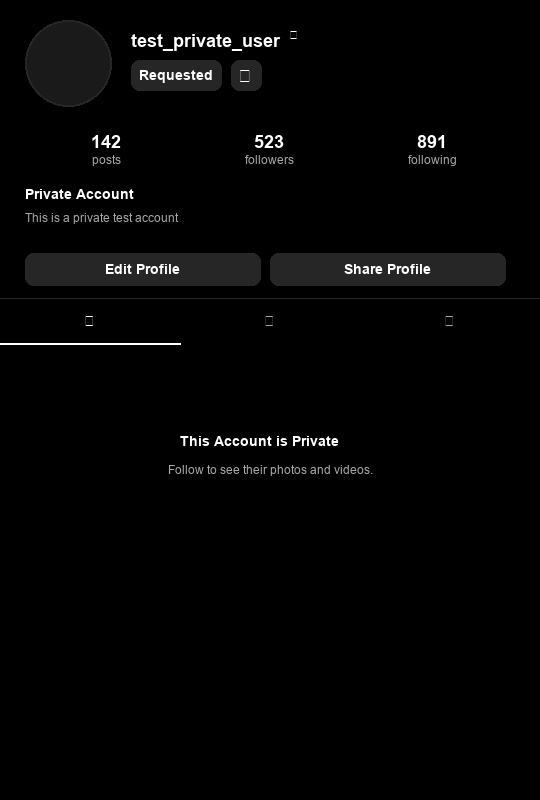 test_private_user
Requested
142 523 891
posts followers following
Private Account
This is a private test account
Edit Profile Share Profile
This Account is Private
Follow to see their photos and videos.